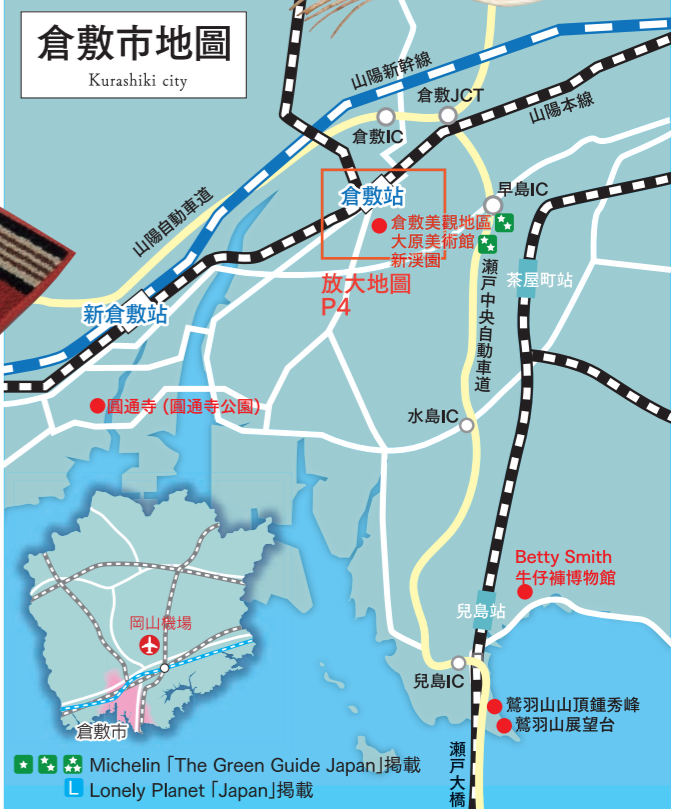 倉敷市地圖
Kurashiki city
山陽新幹線
倉敷JCT
倉敷IC
山陽本線
山陽自動車道
倉敷站
早島IC
倉敷美觀地區
大原美術館
新溪園
放大地圖
P4
瀬戸中央自動車道
茶屋町站
新倉敷站
圓通寺 (圓通寺公園)
水島IC
Betty Smith
牛仔褲博物館
兒島站
岡山機場
倉敷市
兒島IC
鷲羽山山頂鍾秀峰
鷲羽山展望台
瀬戸大橋
Michelin「The Green Guide Japan」掲載
L Lonely Planet「Japan」掲載